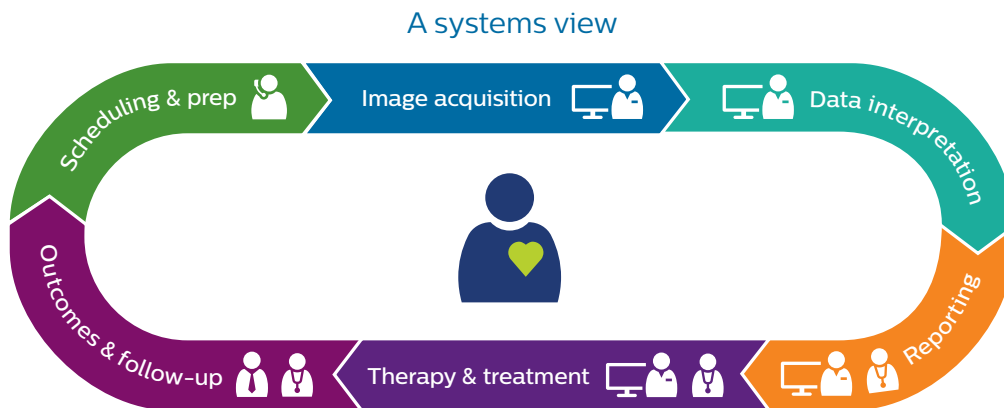 A systems view
Scheduling & prep
Image acquisition
Data interpretation
Reporting
Therapy & treatment
Outcomes & follow-up